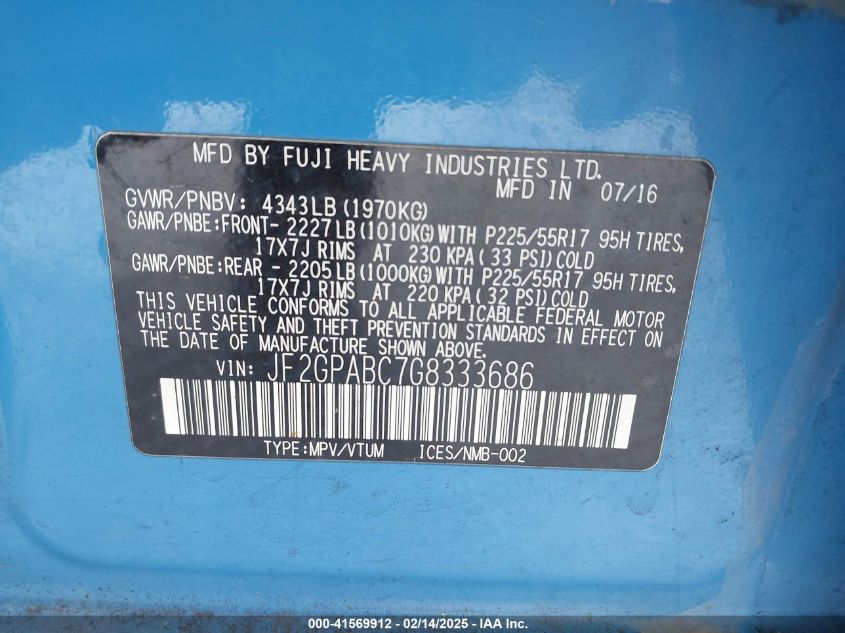 MFD BY FUJI HEAVY INDUSTRIES LTD.
MFD IN 07/16
GVWR/PNBV: 4343LB(1970KG)
GAWR/PNBE:FRONT- 2227LB(1010KG)WITH P225/55R17 95H TIRES,
17X7J RIMS AT 230 KPA( 33 PSI)COLD
GAWR/PNBE:REAR - 2205LB(1000KG)WITH P225/55R17 95H TIRES,
17X7J RIMS AT 220 KPA(32 PSI)COLD
THIS VEHICLE CONFORMS TO ALL APPLICABLE FEDERAL MOTOR
VEHICLE SAFETY AND THEFT PREVENTION STANDARDS IN EFFECT ON
THE DATE OF MANUFACTURE SHOWN ABOVE.
VIN: JF2GPABC7G8333686
TYPE:MPV/VTUM ICES/NMB-002
000-41569912 - 02/14/2025 - IAA Inc.